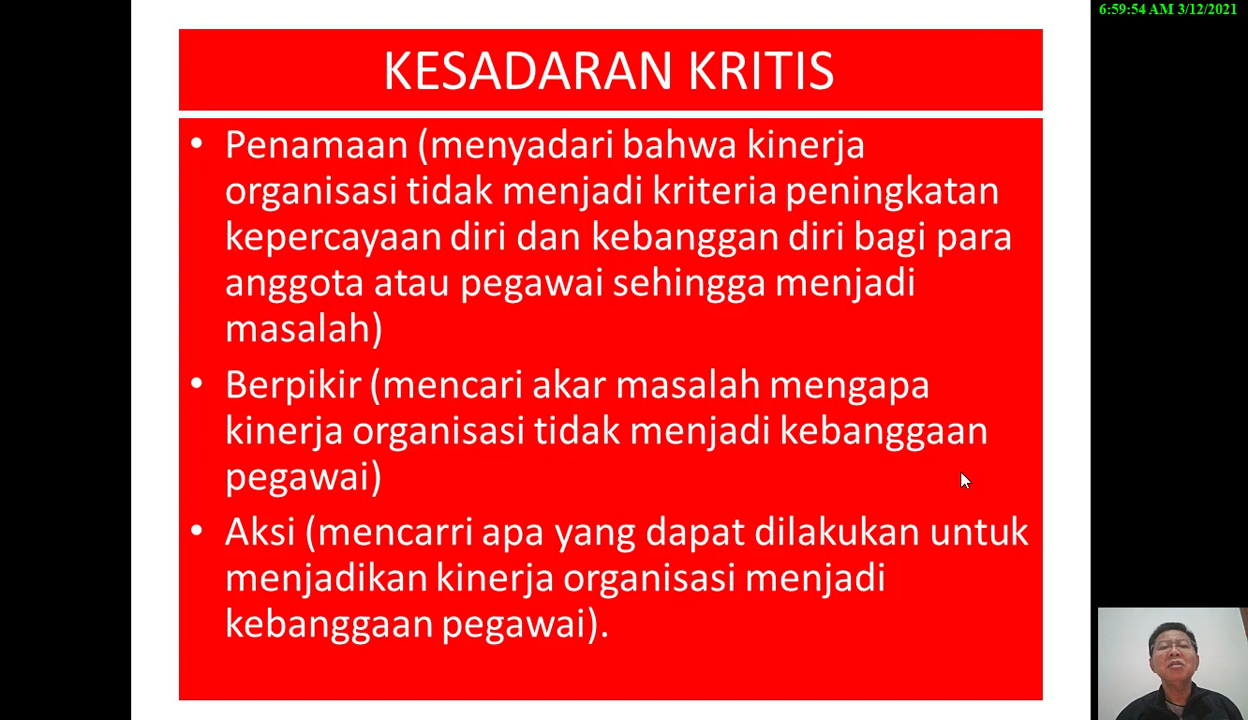 6:59:54 AM 3/12/2021
KESADARAN KRITIS
• Penamaan (menyadari bahwa kinerja
organisasi tidak menjadi kriteria peningkatan
kepercayaan diri dan kebanggan diri bagi para
anggota atau pegawai sehingga menjadi
masalah)
• Berpikir (mencari akar masalah mengapa
kinerja organisasi tidak menjadi kebanggaan
pegawai)
• Aksi (mencarri apa yang dapat dilakukan untuk
menjadikan kinerja organisasi menjadi
kebanggaan pegawai).